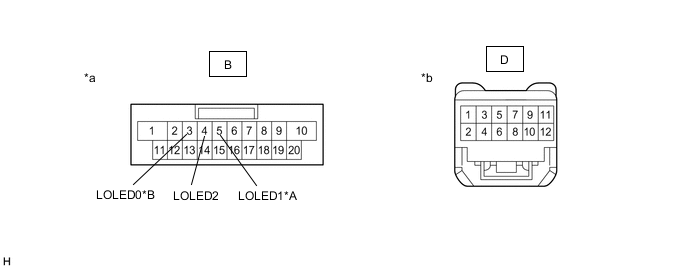 B
D
*a
*b
1 2 3 4 5 6 7 8 9 10
11 12 13 14 15 16 17 18 19 20
1 3 5 7 9 11
2 4 6 8 10 12
LOLED0*B LOLED2 LOLED1*A
H